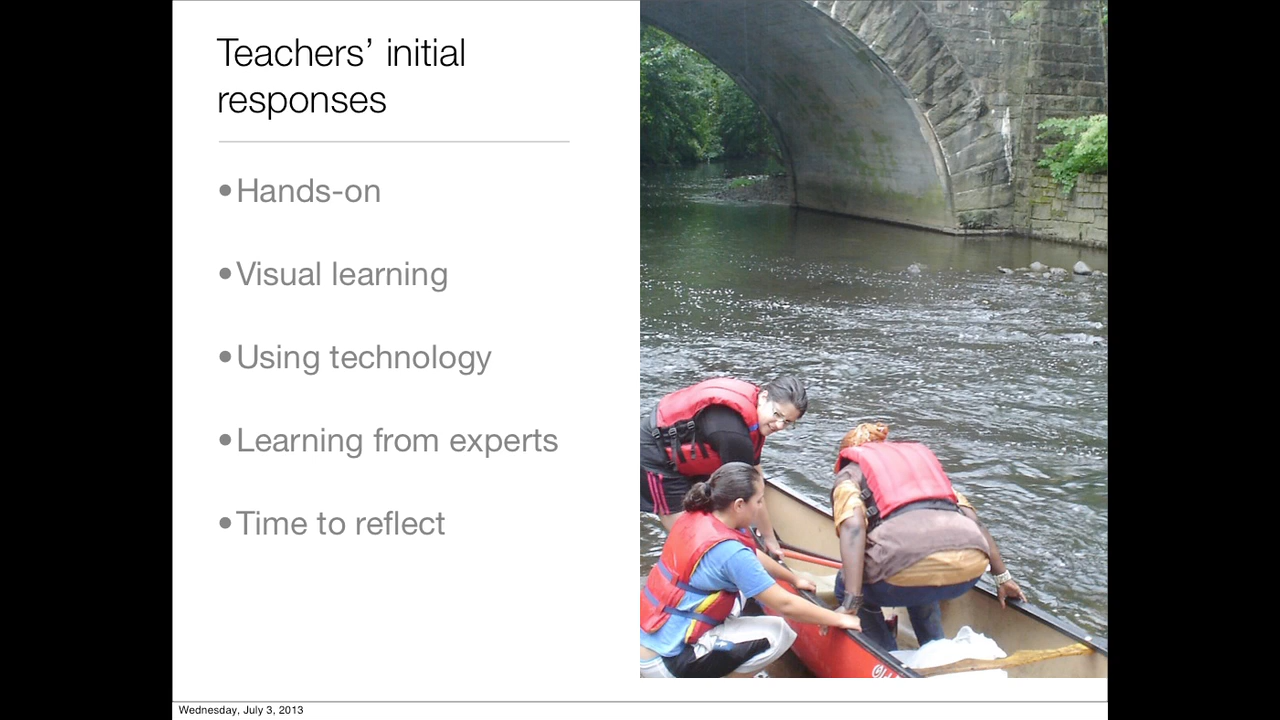 Teachers’ initial
responses
•Hands-on
•Visual learning
•Using technology
•Learning from experts
•Time to reflect
Wednesday, July 3, 2013